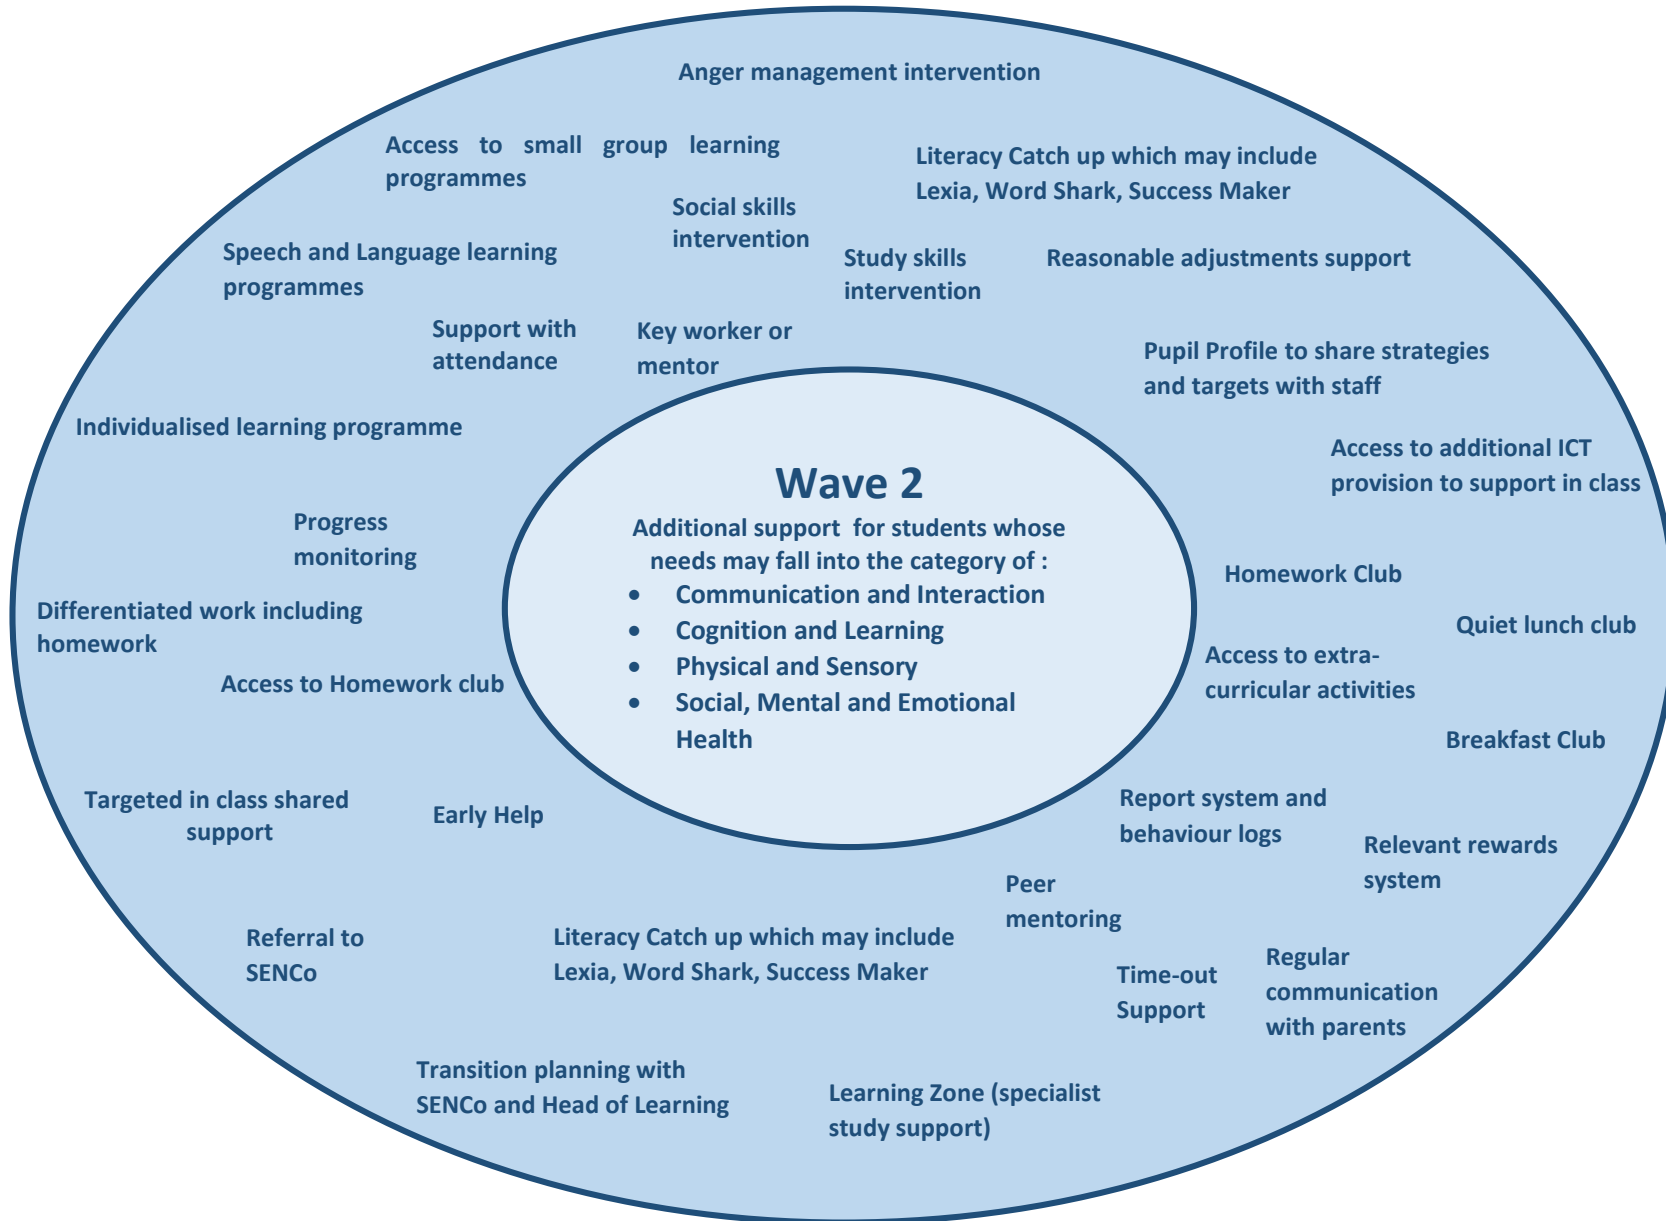 Anger management intervention
Access to small group learning
programmes
Literacy Catch up which may include
Lexia, Word Shark, Success Maker
Social skills
intervention
Speech and Language learning
programmes
Study skills
intervention
Reasonable adjustments support
Support with
attendance
Key worker or
mentor
Pupil Profile to share strategies
and targets with staff
Individualised learning programme
Access to additional ICT
provision to support in class
Wave 2
Additional support for students whose
needs may fall into the category of :
• Communication and Interaction
• Cognition and Learning
• Physical and Sensory
• Social, Mental and Emotional
Health
Progress
monitoring
Homework Club
Differentiated work including
homework
Quiet lunch club
Access to Homework club
Access to extra-
curricular activities
Breakfast Club
Targeted in class shared
support
Early Help
Report system and
behaviour logs
Relevant rewards
system
Peer
mentoring
Referral to
SENCo
Literacy Catch up which may include
Lexia, Word Shark, Success Maker
Time-out
Support
Regular
communication
with parents
Transition planning with
SENCo and Head of Learning
Learning Zone (specialist
study support)